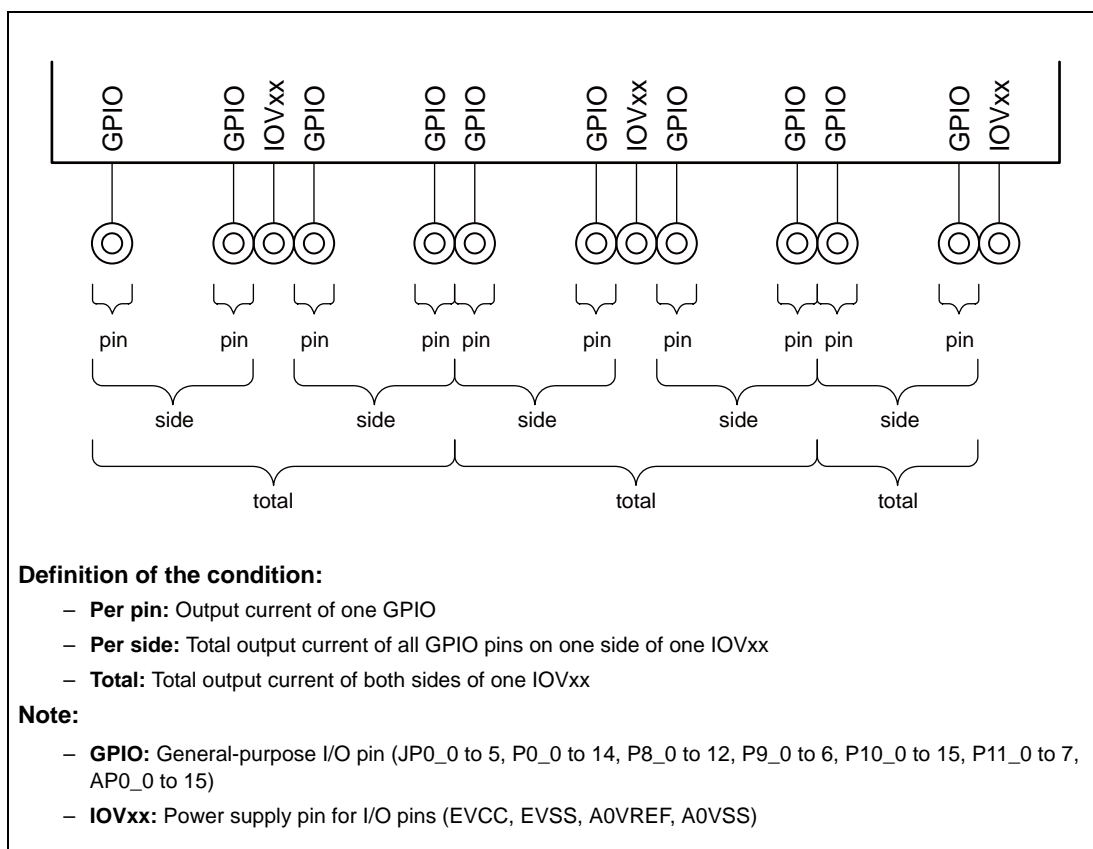 GPIO GPIO IOVxx GPIO GPIO GPIO GPIO IOVxx GPIO GPIO GPIO GPIO IOVxx
pin pin pin pin pin pin pin pin pin pin
side side side side side
total total total
Definition of the condition:
– Per pin: Output current of one GPIO
– Per side: Total output current of all GPIO pins on one side of one IOVxx
– Total: Total output current of both sides of one IOVxx
Note:
– GPIO: General-purpose I/O pin (JP0_0 to 5, P0_0 to 14, P8_0 to 12, P9_0 to 6, P10_0 to 15, P11_0 to 7,
AP0_0 to 15)
– IOVxx: Power supply pin for I/O pins (EVCC, EVSS, A0VREF, A0VSS)